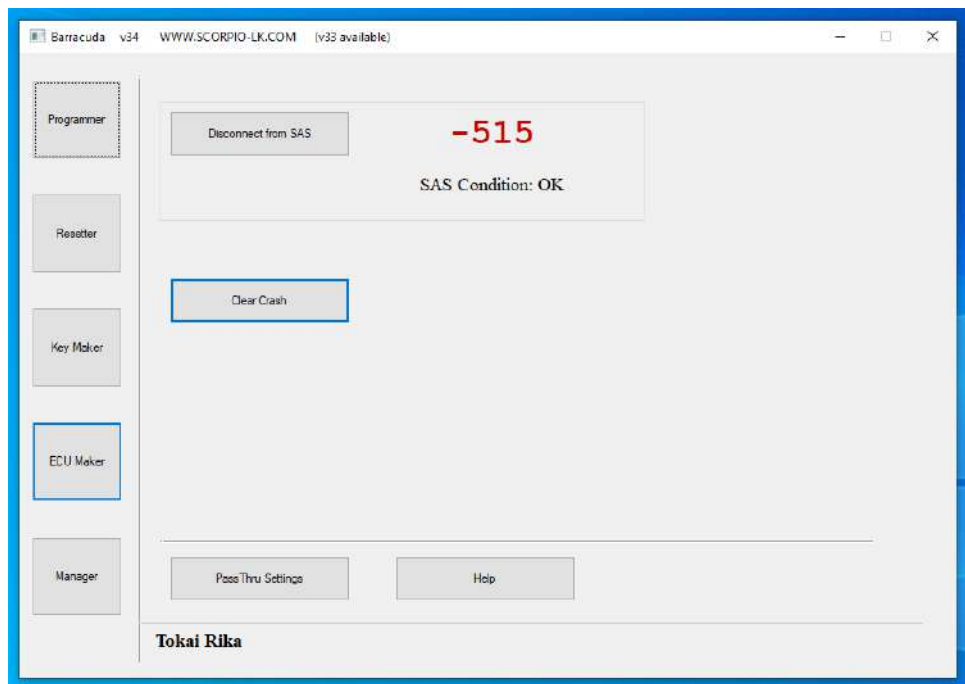 Barracuda v34 WWW.SCORPIO-LK.COM (v33 available)
Programmer
Disconnect from SAS
-515
SAS Condition: OK
Resetter
Clear Crash
Key Maker
ECU Maker
Manager
PassThru Settings
Help
Tokai Rika